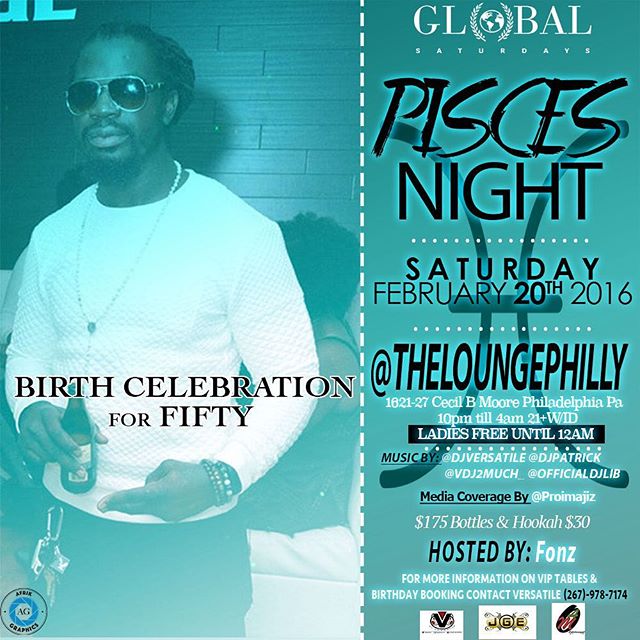 GLOBAL
SATURDAYS
PISCES
NIGHT
SATURDAY
FEBRUARY 20TH 2016
@THELOUNGEPHILLY
1621-27 Cecil B Moore Philadelphia Pa
10pm till 4am 21+W/ID
LADIES FREE UNTIL 12AM
MUSIC BY: @DJVERSATILE @DJPATRICK
@VDJ2MUCH_ @OFFICIALDJLIB
Media Coverage By @Proimajiz
$175 Bottles & Hookah $30
HOSTED BY: Fonz
FOR MORE INFORMATION ON VIP TABLES &
BIRTHDAY BOOKING CONTACT VERSATILE (267)-978-7174
BIRTH CELEBRATION
FOR FIFTY
AFRIK
AG
GRAPHICS
JGE